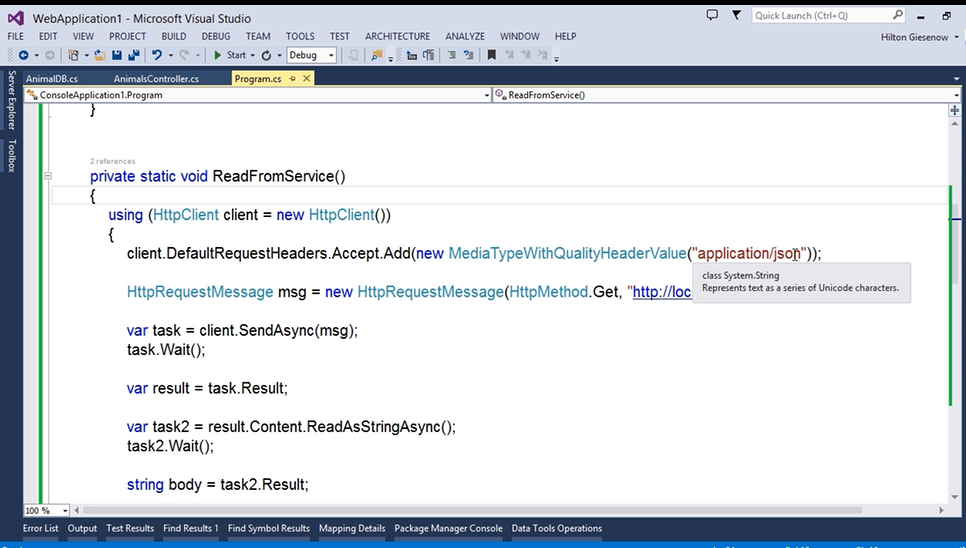 WebApplication1 - Microsoft Visual Studio
Quick Launch (Ctrl+Q)
FILE EDIT VIEW PROJECT BUILD DEBUG TEAM TOOLS TEST ARCHITECTURE ANALYZE WINDOW HELP
Hilton Giesenow
Start
Debug
Server Explorer
Toolbox
AnimalDB.cs AnimalsController.cs Program.cs
ConsoleApplication1.Program
ReadFromService()
}
2 references
private static void ReadFromService()
{
using (HttpClient client = new HttpClient())
{
client.DefaultRequestHeaders.Accept.Add(new MediaTypeWithQualityHeaderValue("application/json"));
class System.String
Represents text as a series of Unicode characters.
HttpRequestMessage msg = new HttpRequestMessage(HttpMethod.Get, "http://loc
var task = client.SendAsync(msg);
task.Wait();
var result = task.Result;
var task2 = result.Content.ReadAsStringAsync();
task2.Wait();
string body = task2.Result;
100 %
Error List Output Test Results Find Results 1 Find Symbol Results Mapping Details Package Manager Console Data Tools Operations